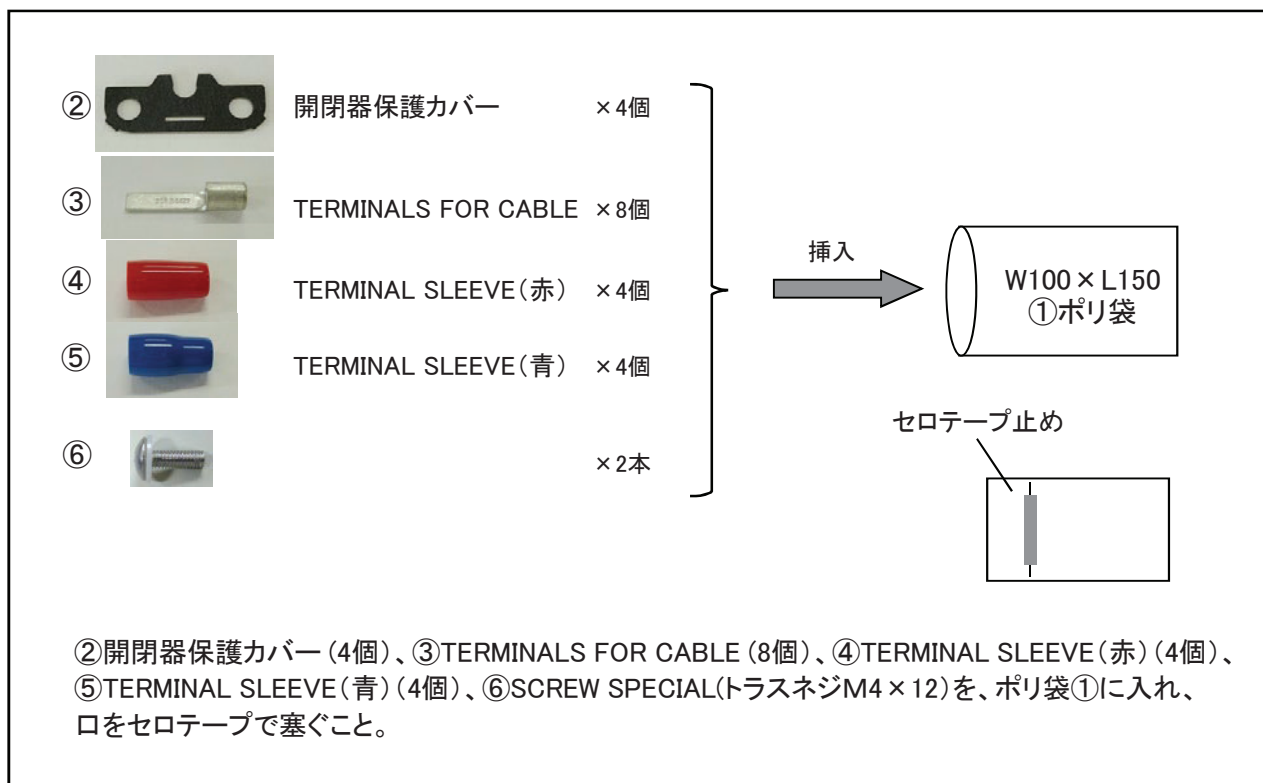 ② 開閉器保護カバー ×4個
③ TERMINALS FOR CABLE ×8個
④ TERMINAL SLEEVE(赤) ×4個
⑤ TERMINAL SLEEVE(青) ×4個
⑥ ×2本
挿入
W100×L150
①ポリ袋
セロテープ止め
②開閉器保護カバー(4個)、③TERMINALS FOR CABLE(8個)、④TERMINAL SLEEVE(赤)(4個)、
⑤TERMINAL SLEEVE(青)(4個)、⑥SCREW SPECIAL(トラスネジM4×12)を、ポリ袋①に入れ、
口をセロテープで塞ぐこと。